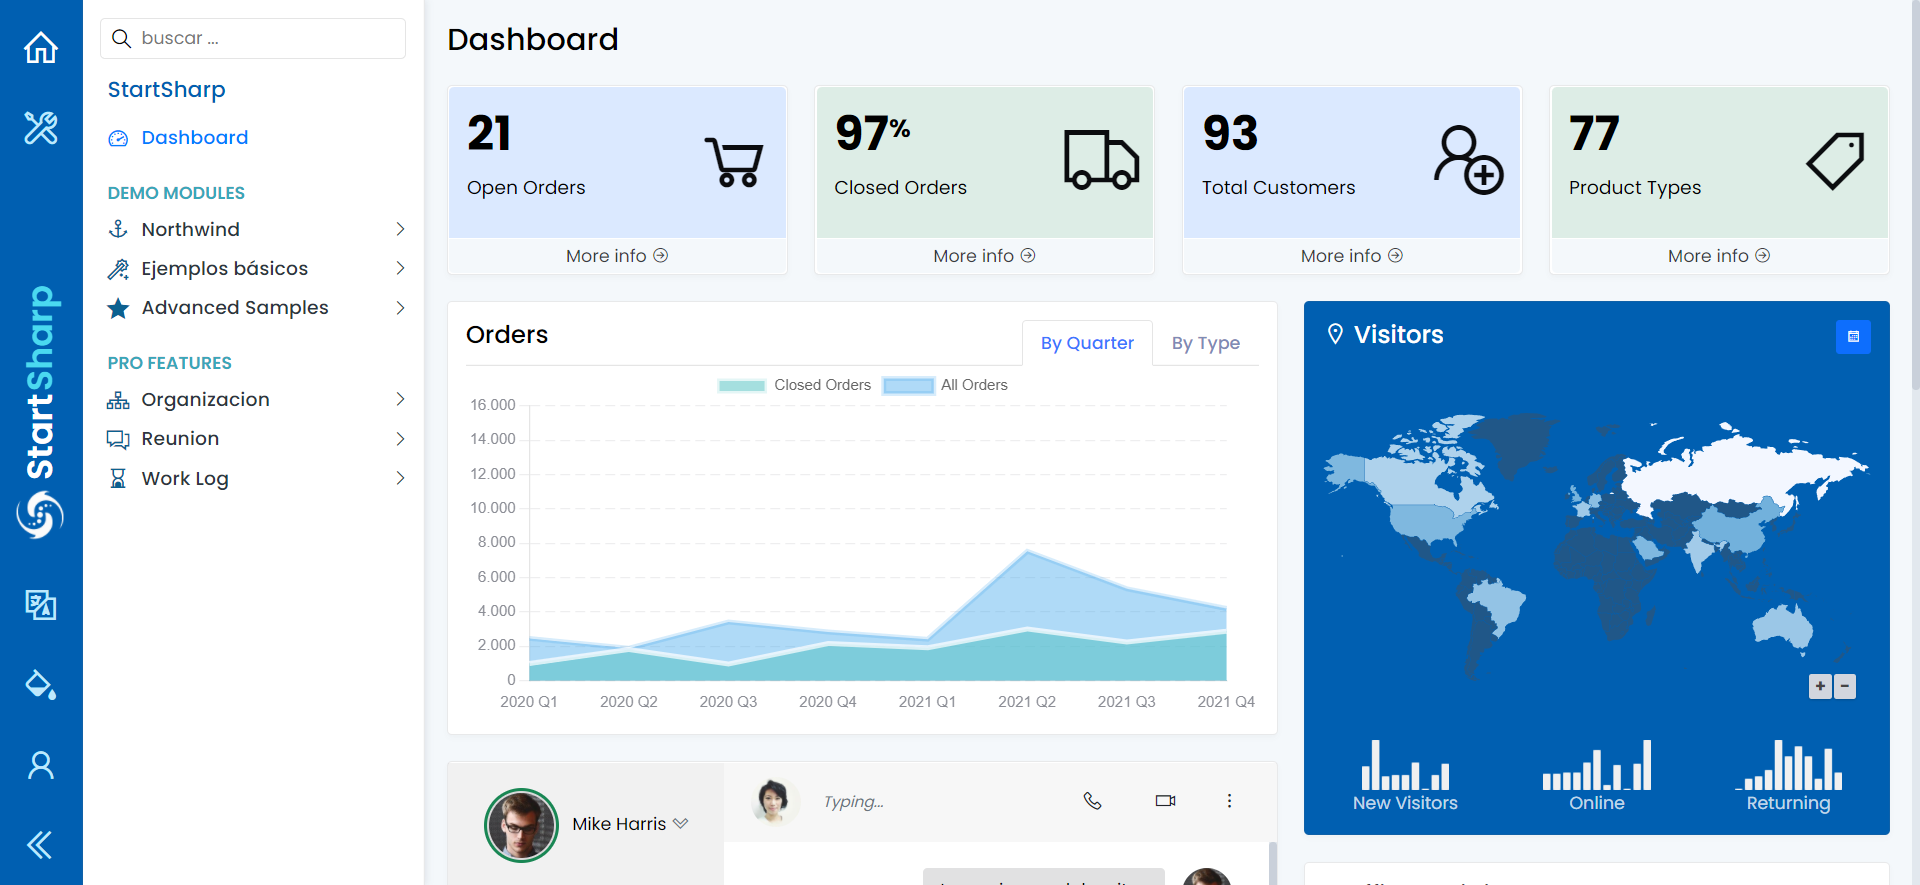 buscar ...
StartSharp
Dashboard
DEMO MODULES
Northwind
Ejemplos básicos
Advanced Samples
PRO FEATURES
Organizacion
Reunion
Work Log
StartSharp
Dashboard
21
Open Orders
More info
97%
Closed Orders
More info
93
Total Customers
More info
77
Product Types
More info
Orders
By Quarter
By Type
Closed Orders
All Orders
16.000
14.000
12.000
10.000
8.000
6.000
4.000
2.000
0
2020 Q1
2020 Q2
2020 Q3
2020 Q4
2021 Q1
2021 Q2
2021 Q3
2021 Q4
Visitors
+
−
New Visitors
Online
Returning
Mike Harris
Typing...